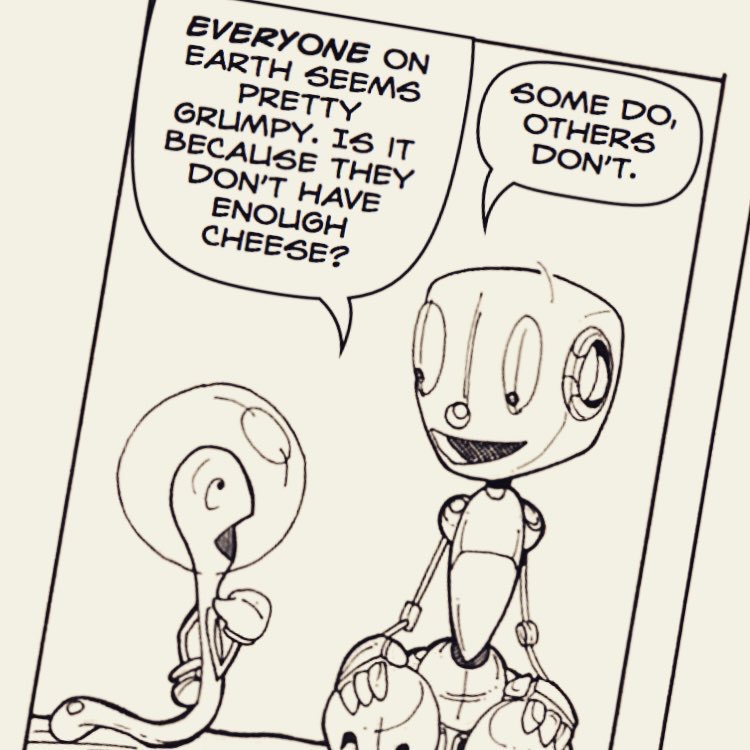 EVERYONE ON
EARTH SEEMS
PRETTY
GRUMPY. IS IT
BECAUSE THEY
DON'T HAVE
ENOUGH
CHEESE?
SOME DO,
OTHERS
DON'T.